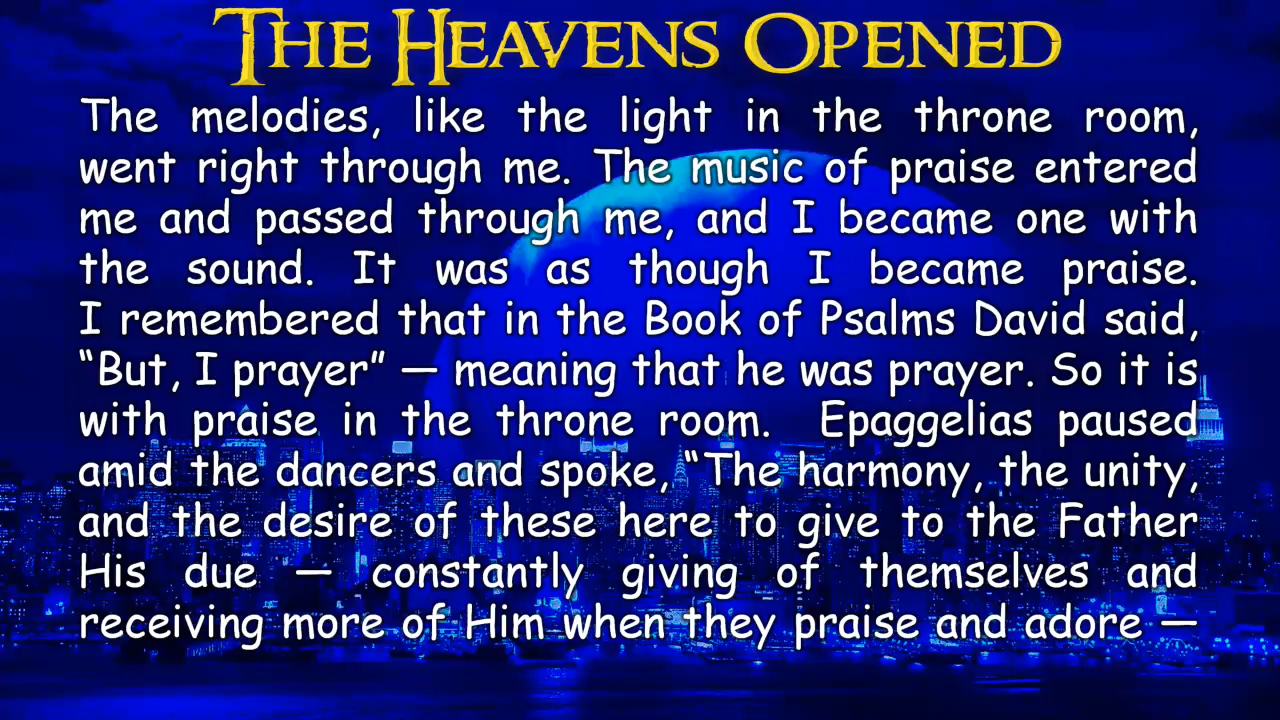 THE HEAVENS OPENED
The melodies, like the light in the throne room,
went right through me. The music of praise entered
me and passed through me, and I became one with
the sound. It was as though I became praise.
I remembered that in the Book of Psalms David said,
“But, I prayer” — meaning that he was prayer. So it is
with praise in the throne room. Epaggelias paused
amid the dancers and spoke, “The harmony, the unity,
and the desire of these here to give to the Father
His due — constantly giving of themselves and
receiving more of Him when they praise and adore —